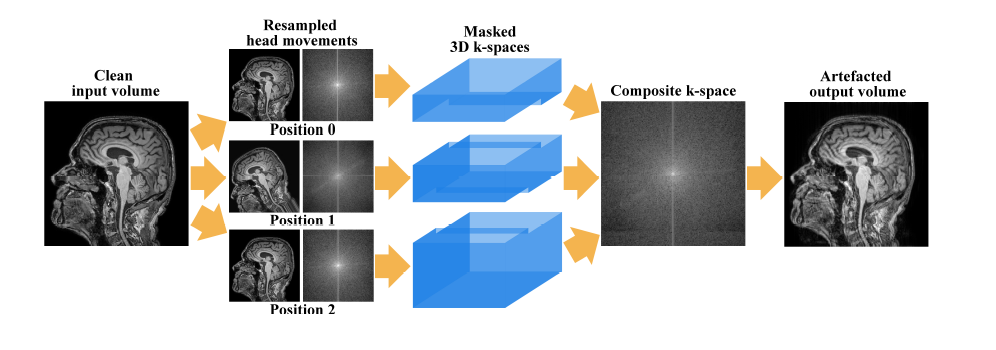 Clean
input volume
Resampled
head movements
Position 0
Position 1
Position 2
Masked
3D k-spaces
Composite k-space
Artefacted
output volume